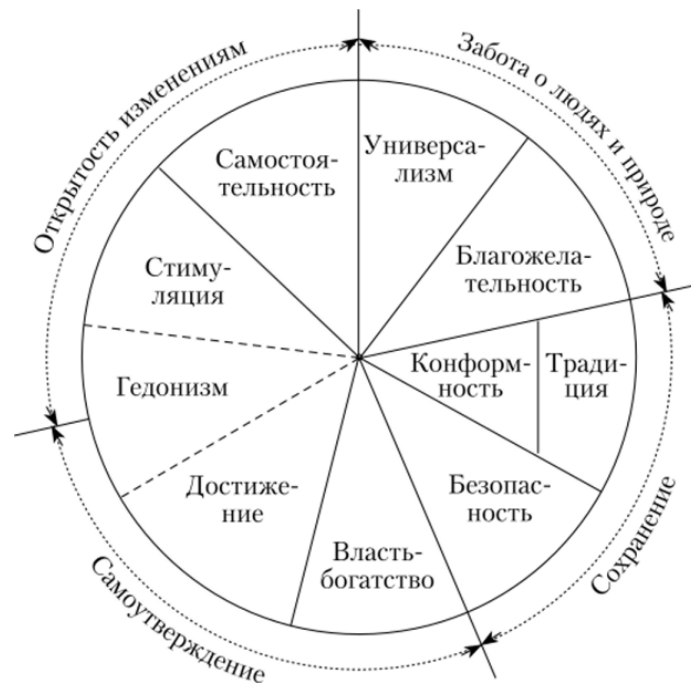 Открытость изменениям
Забота о людях и природе
Самостоя-
тельность
Универса-
лизм
Стиму-
ляция
Благожела-
тельность
Гедонизм
Конформ-
ность
Тради-
ция
Достиже-
ние
Власть-
богатство
Безопас-
ность
Самоутверждение
Сохранение